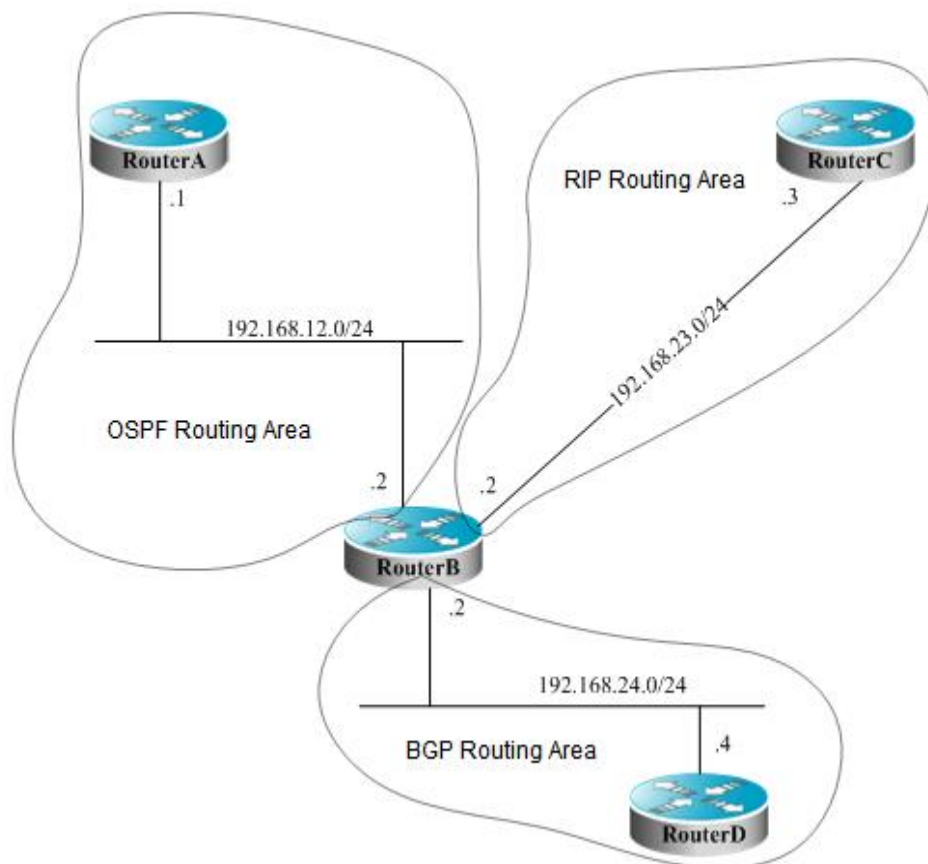 RouterA
RouterC
RIP Routing Area
.1
.3
192.168.12.0/24
192.168.23.0/24
OSPF Routing Area
.2
.2
RouterB
.2
192.168.24.0/24
BGP Routing Area
.4
RouterD